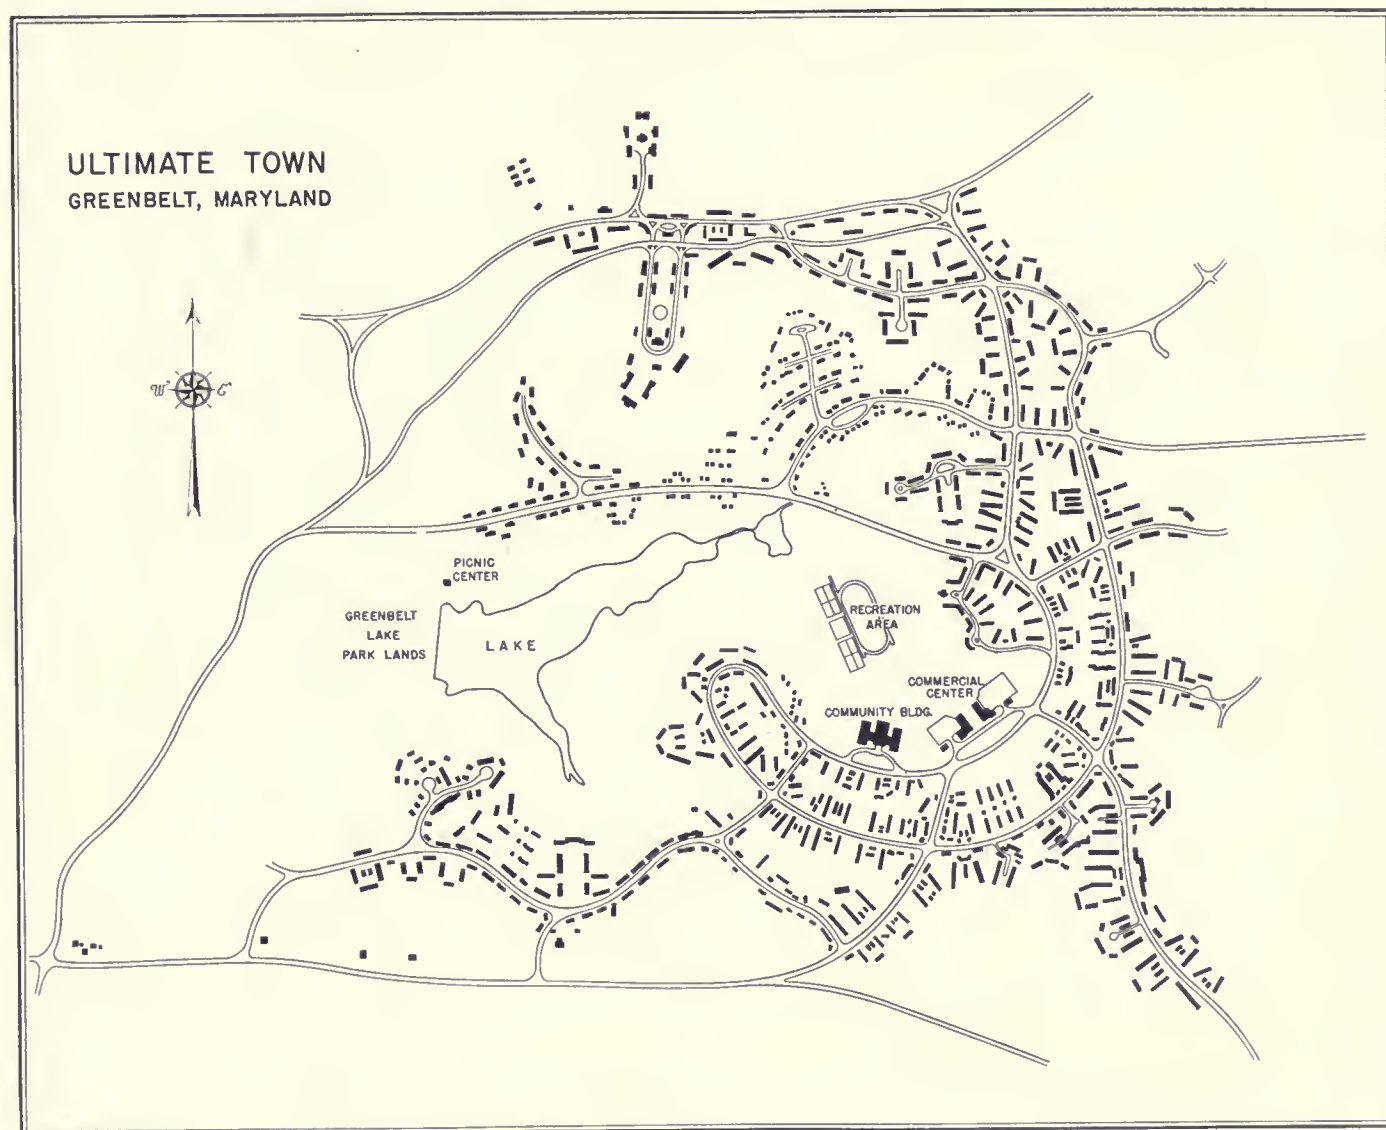 ULTIMATE TOWN
GREENBELT, MARYLAND
W
E
PICNIC
CENTER
GREENBELT
LAKE
PARK LANDS
LAKE
RECREATION
AREA
COMMERCIAL
CENTER
COMMUNITY BLDG.